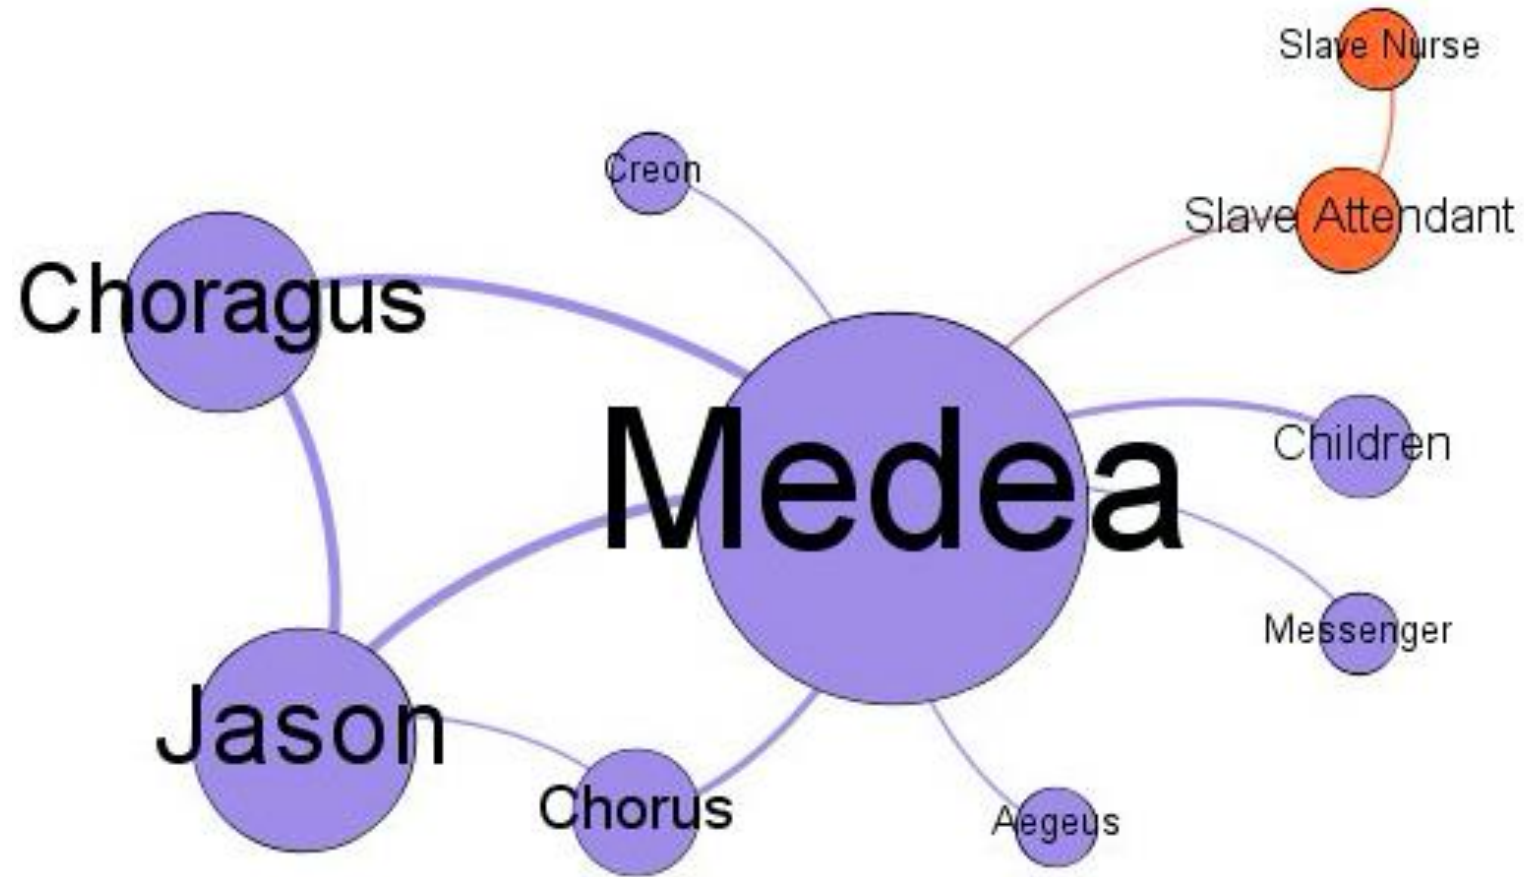 Slave Nurse
Creon
Slave Attendant
Choragus
Children
Medea
Messenger
Jason
Chorus
Aegeus